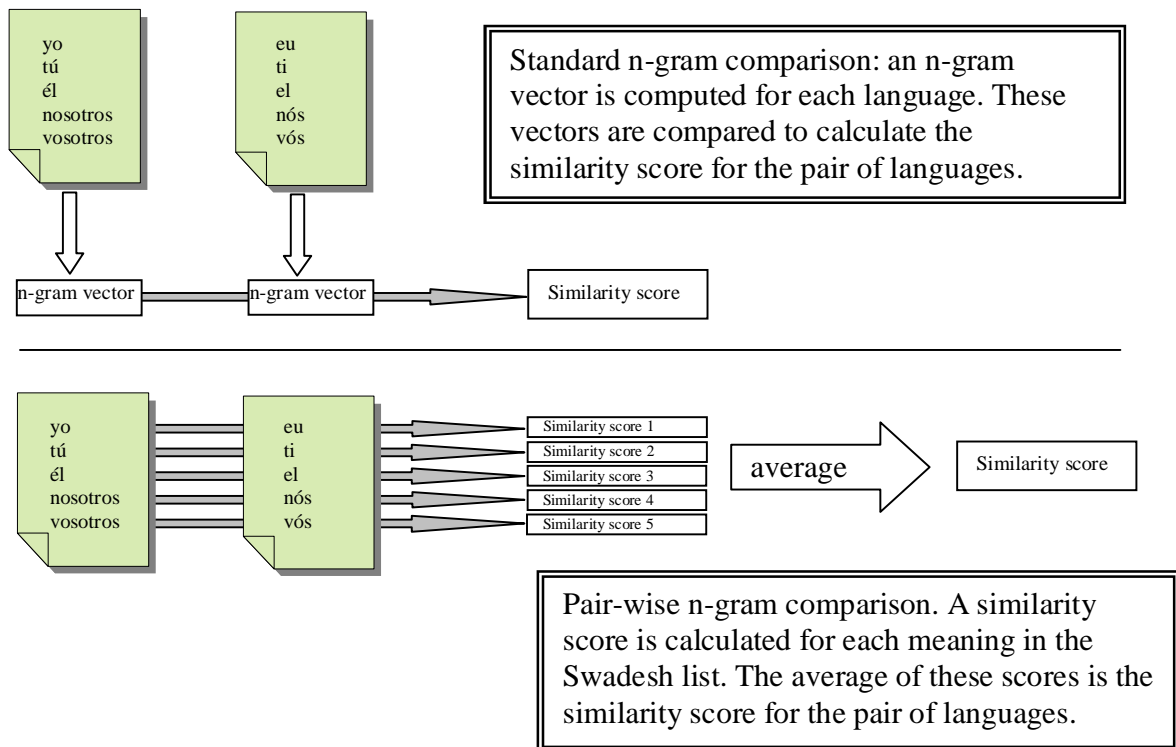 yo
tú
él
nosotros
vosotros
eu
ti
el
nós
vós
Standard n-gram comparison: an n-gram
vector is computed for each language. These
vectors are compared to calculate the
similarity score for the pair of languages.
n-gram vector
n-gram vector
Similarity score
yo
tú
él
nosotros
vosotros
eu
ti
el
nós
vós
Similarity score 1
Similarity score 2
Similarity score 3
Similarity score 4
Similarity score 5
average
Similarity score
Pair-wise n-gram comparison. A similarity
score is calculated for each meaning in the
Swadesh list. The average of these scores is the
similarity score for the pair of languages.